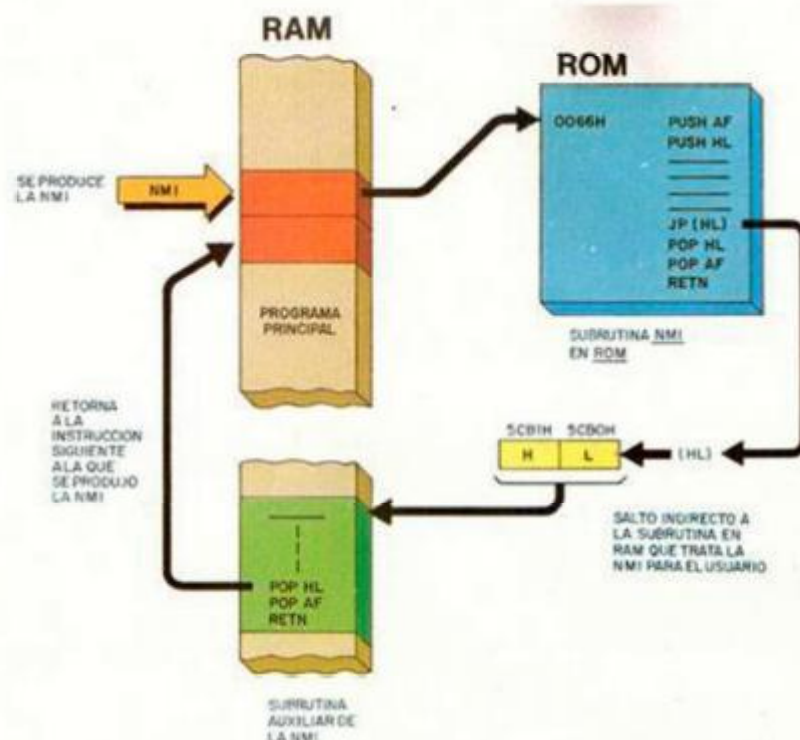 RAM
ROM
SE PRODUCE
LA NMI
NMI
0066H
PUSH AF
PUSH HL
JP (HL)
POP HL
POP AF
RETN
PROGRAMA
PRINCIPAL
SUBRUTINA NMI
EN ROM
RETORNA
A LA
INSTRUCCION
SIGUIENTE
A LA QUE
SE PRODUJO
LA NMI
5CB1H 5CB0H
H L
(HL)
SALTO INDIRECTO A
LA SUBRUTINA EN
RAM QUE TRATA LA
NMI PARA EL USUARIO
POP HL
POP AF
RETN
SUBRUTINA
AUXILIAR DE
LA NMI